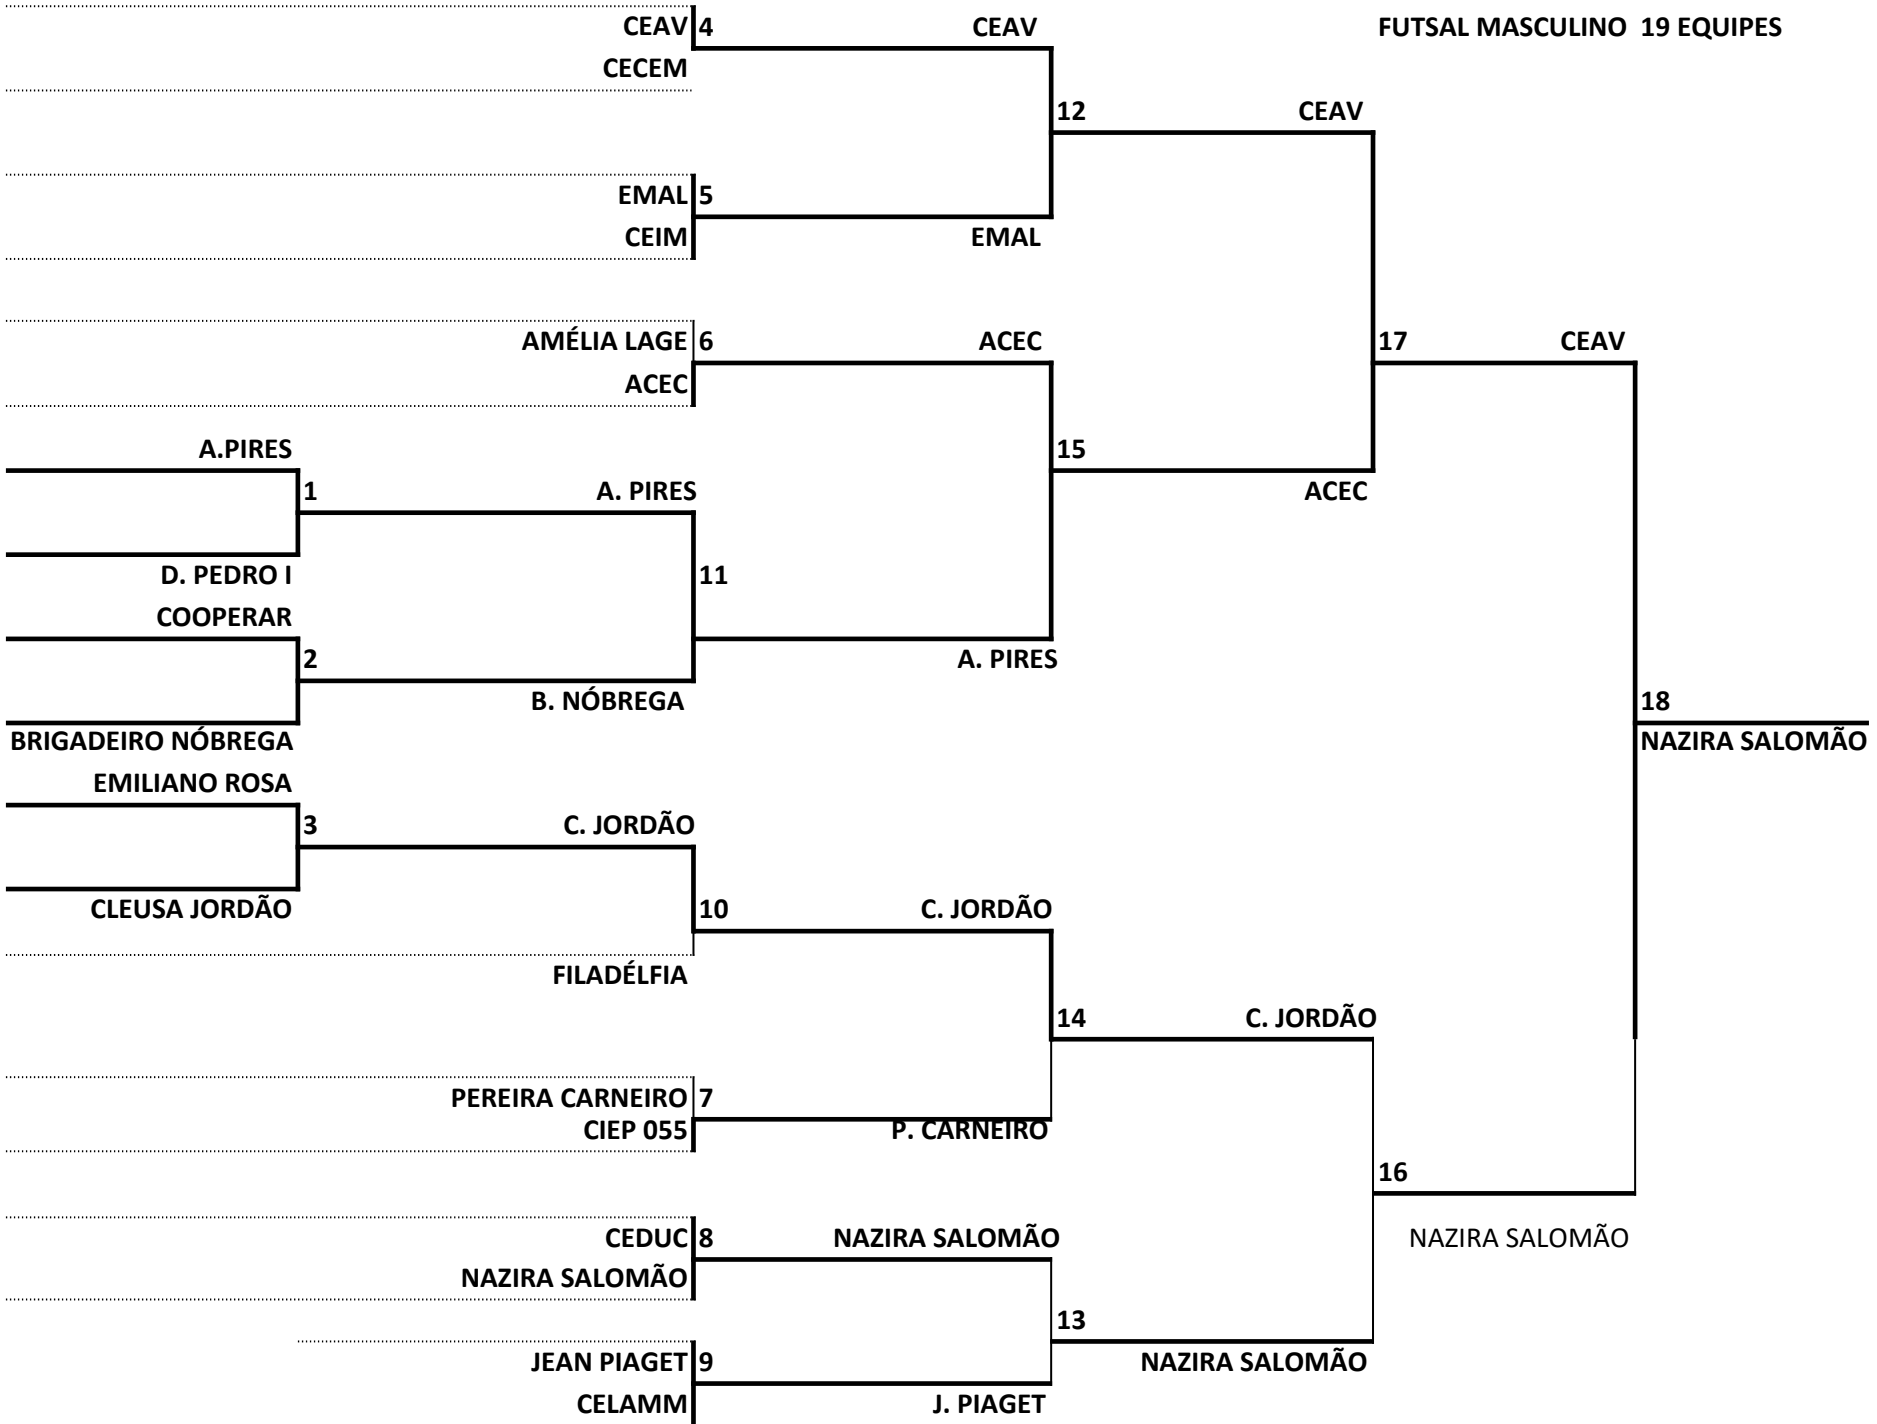 CEAV 4 CEAV FUTSAL MASCULINO 19 EQUIPES
CECEM
12 CEAV
EMAL 5
CEIM EMAL
AMÉLIA LAGE 6 ACEC 17 CEAV
ACEC
A.PIRES 15
1 A. PIRES ACEC
D. PEDRO I 11
COOPERAR
2 A. PIRES
B. NÓBREGA 18
BRIGADEIRO NÓBREGA NAZIRA SALOMÃO
EMILIANO ROSA
3 C. JORDÃO
CLEUSA JORDÃO 10 C. JORDÃO
FILADÉLFIA
14 C. JORDÃO
PEREIRA CARNEIRO 7
CIEP 055 P. CARNEIRO
16
CEDUC 8 NAZIRA SALOMÃO NAZIRA SALOMÃO
NAZIRA SALOMÃO
13
JEAN PIAGET 9 NAZIRA SALOMÃO
CELAMM J. PIAGET